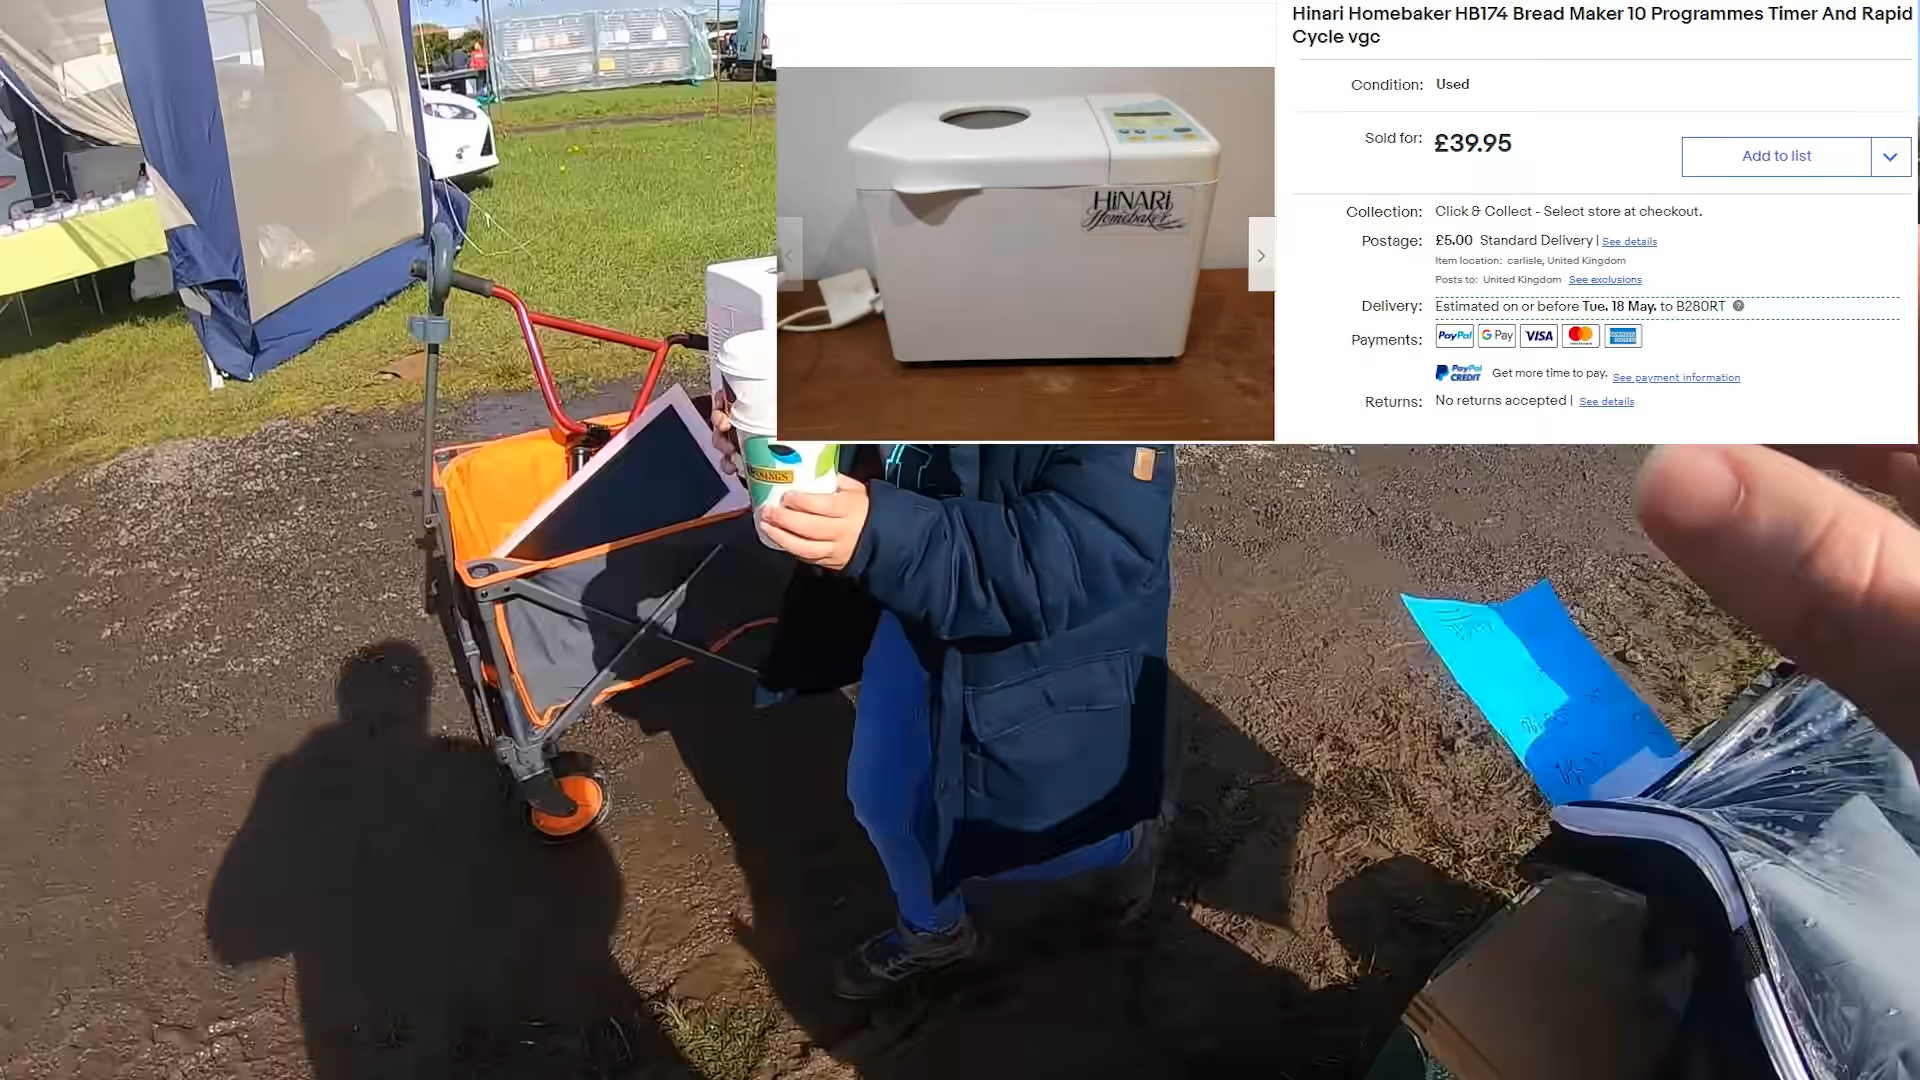 Hinari Homebaker HB174 Bread Maker 10 Programmes Timer And Rapid
Cycle vgc
Condition: Used
Sold for: £39.95
Add to list
Collection: Click & Collect - Select store at checkout.
Postage: £5.00 Standard Delivery | See details
Item location: carlisle, United Kingdom
Posts to: United Kingdom See exclusions
Delivery: Estimated on or before Tue. 18 May. to B280RT
Payments: PayPal G Pay VISA
PayPal CREDIT Get more time to pay. See payment information
Returns: No returns accepted | See details
HiNARi
Homebaker